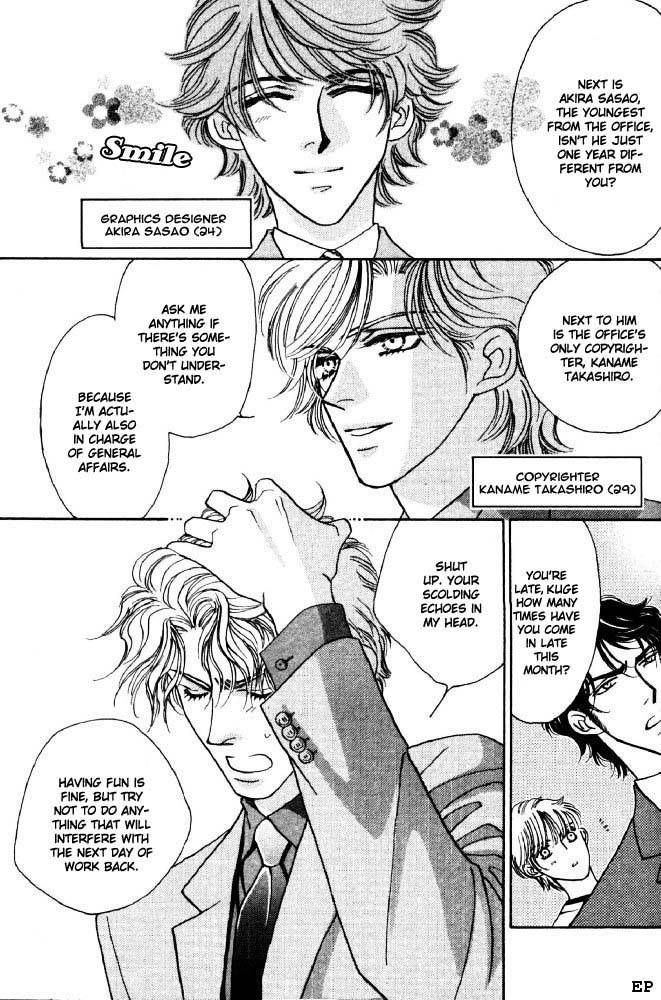 NEXT IS
AKIRA SASAO,
THE YOUNGEST
FROM THE OFFICE,
ISN'T HE JUST
ONE YEAR DIF-
FERENT FROM
YOU?
Smile
GRAPHICS DESIGNER
AKIRA SASAO (24)
NEXT TO HIM
IS THE OFFICE'S
ONLY COPYRIGH-
TER, KANAME
TAKASHIRO.
ASK ME
ANYTHING IF
THERE'S SOME-
THING YOU
DON'T UNDER-
STAND.
BECAUSE
I'M ACTU-
ALLY ALSO
IN CHARGE
OF GENERAL
AFFAIRS.
COPYRIGHTER
KANAME TAKASHIRO (29)
YOU'RE
LATE, KUGE
HOW MANY
TIMES HAVE
YOU COME
IN LATE
THIS
MONTH?
SHUT
UP. YOUR
SCOLDING
ECHOES IN
MY HEAD.
HAVING FUN IS
FINE, BUT TRY
NOT TO DO ANY-
THING THAT WILL
INTERFERE WITH
THE NEXT DAY OF
WORK BACK.
EP